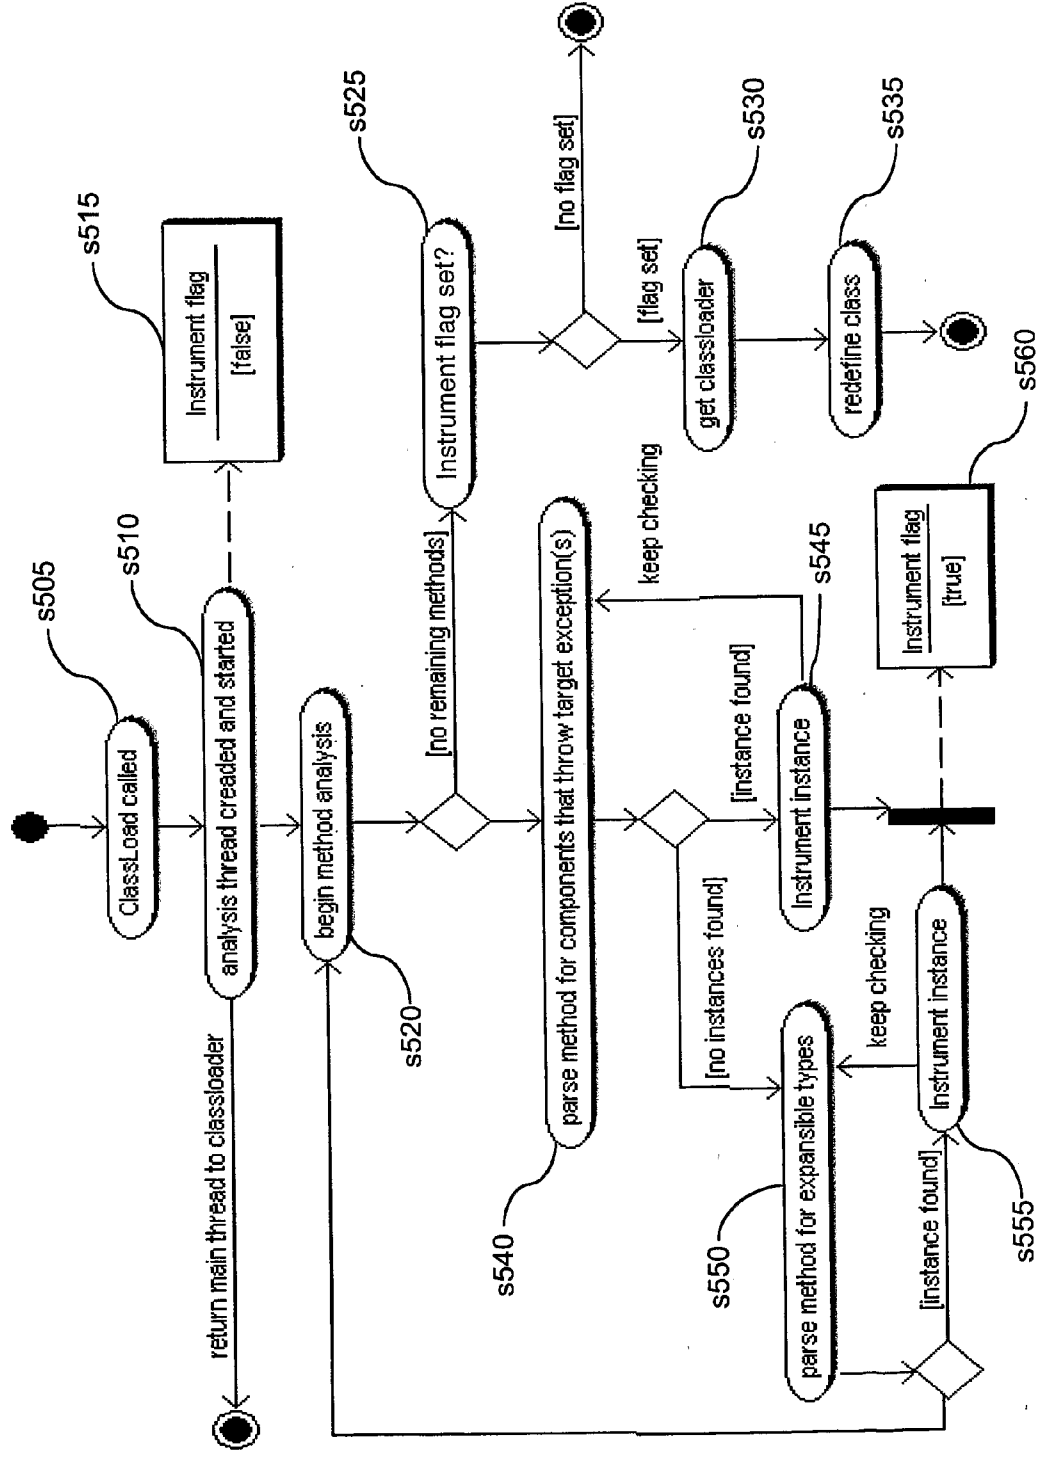 s505
ClassLoad called
s510
analysis thread creaded and started
s515
Instrument flag
[false]
return main thread to classloader
begin method analysis
s520
[no remaining methods]
Instrument flag set?
s525
[no flag set]
[flag set]
get classloader
s530
redefine class
s535
parse method for components that throw target exception(s)
s540
keep checking
[instance found]
[no instances found]
Instrument instance
s545
parse method for expansible types
s550
keep checking
[instance found]
Instrument instance
s555
Instrument flag
[true]
s560